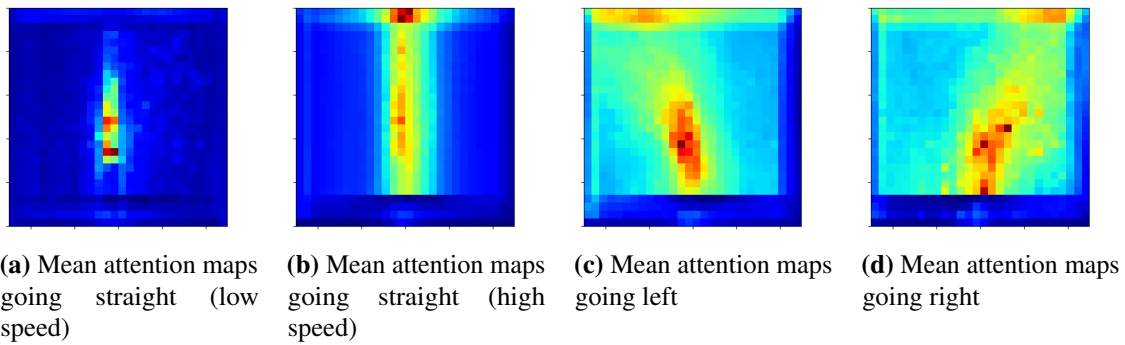 (a) Mean attention maps
going straight (low
speed)
(b) Mean attention maps
going straight (high
speed)
(c) Mean attention maps
going left
(d) Mean attention maps
going right